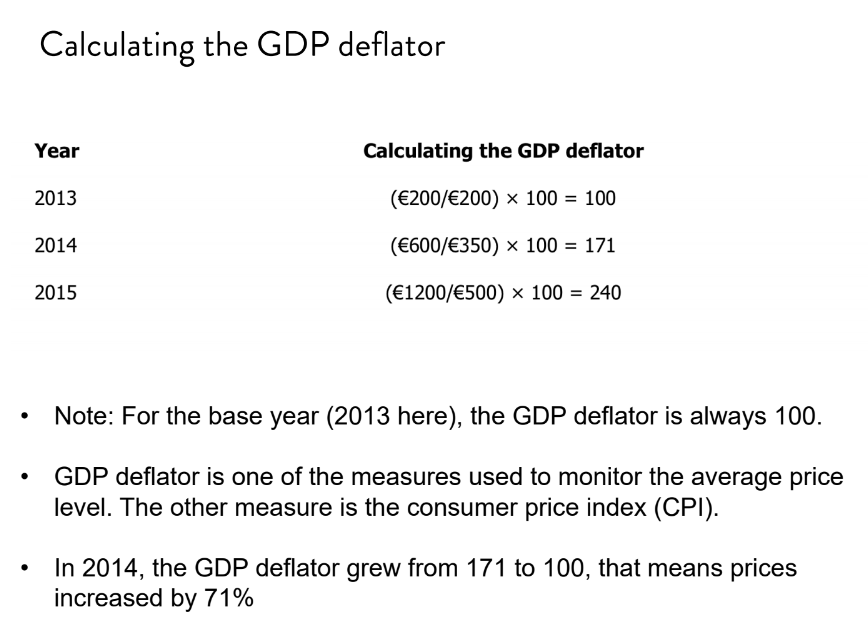 Calculating the GDP deflator
Year Calculating the GDP deflator
2013 (€200/€200) × 100 = 100
2014 (€600/€350) × 100 = 171
2015 (€1200/€500) × 100 = 240
• Note: For the base year (2013 here), the GDP deflator is always 100.
• GDP deflator is one of the measures used to monitor the average price
level. The other measure is the consumer price index (CPI).
• In 2014, the GDP deflator grew from 171 to 100, that means prices
increased by 71%